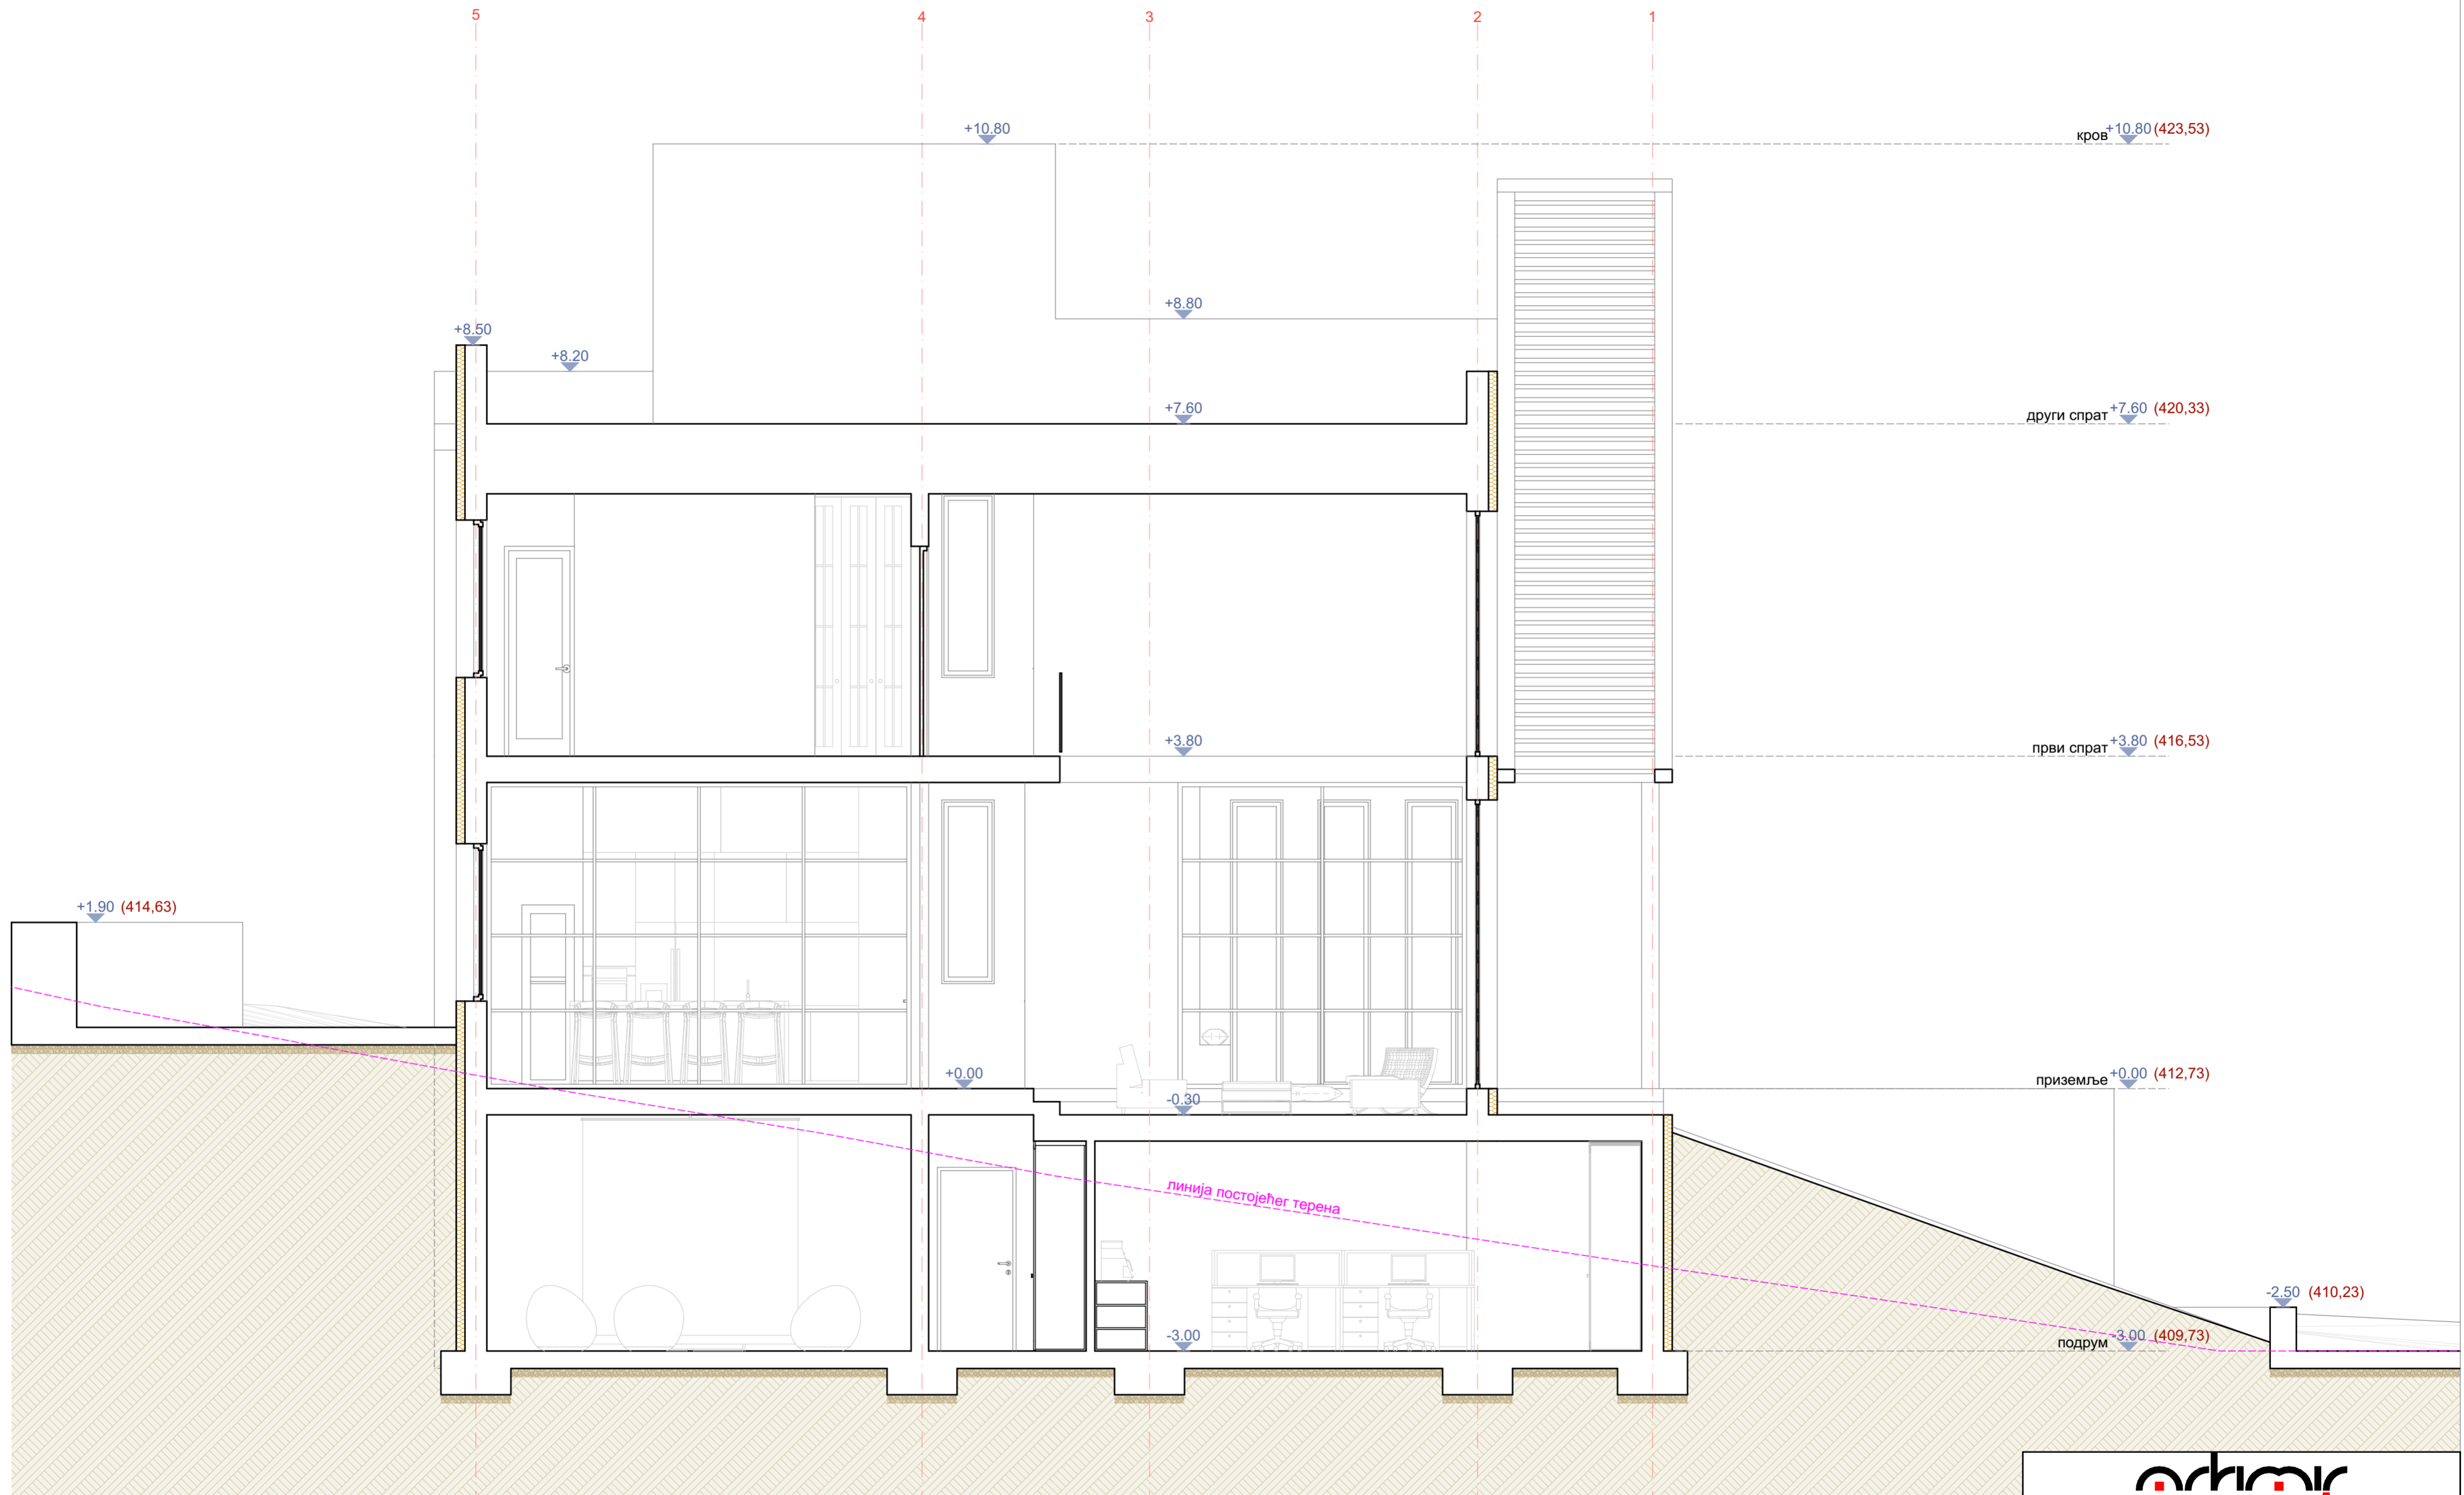 5 4 3 2 1
+10.80
кров +10.80 (423,53)
+8.80
+8.50
+8.20
+7.60
други спрат +7.60 (420,33)
+3.80
први спрат +3.80 (416,53)
+1.90 (414,63)
+0.00
приземље +0.00 (412,73)
-0.30
линија постојећег терена
-2.50 (410,23)
-3.00
подрум -3.00 (409,73)